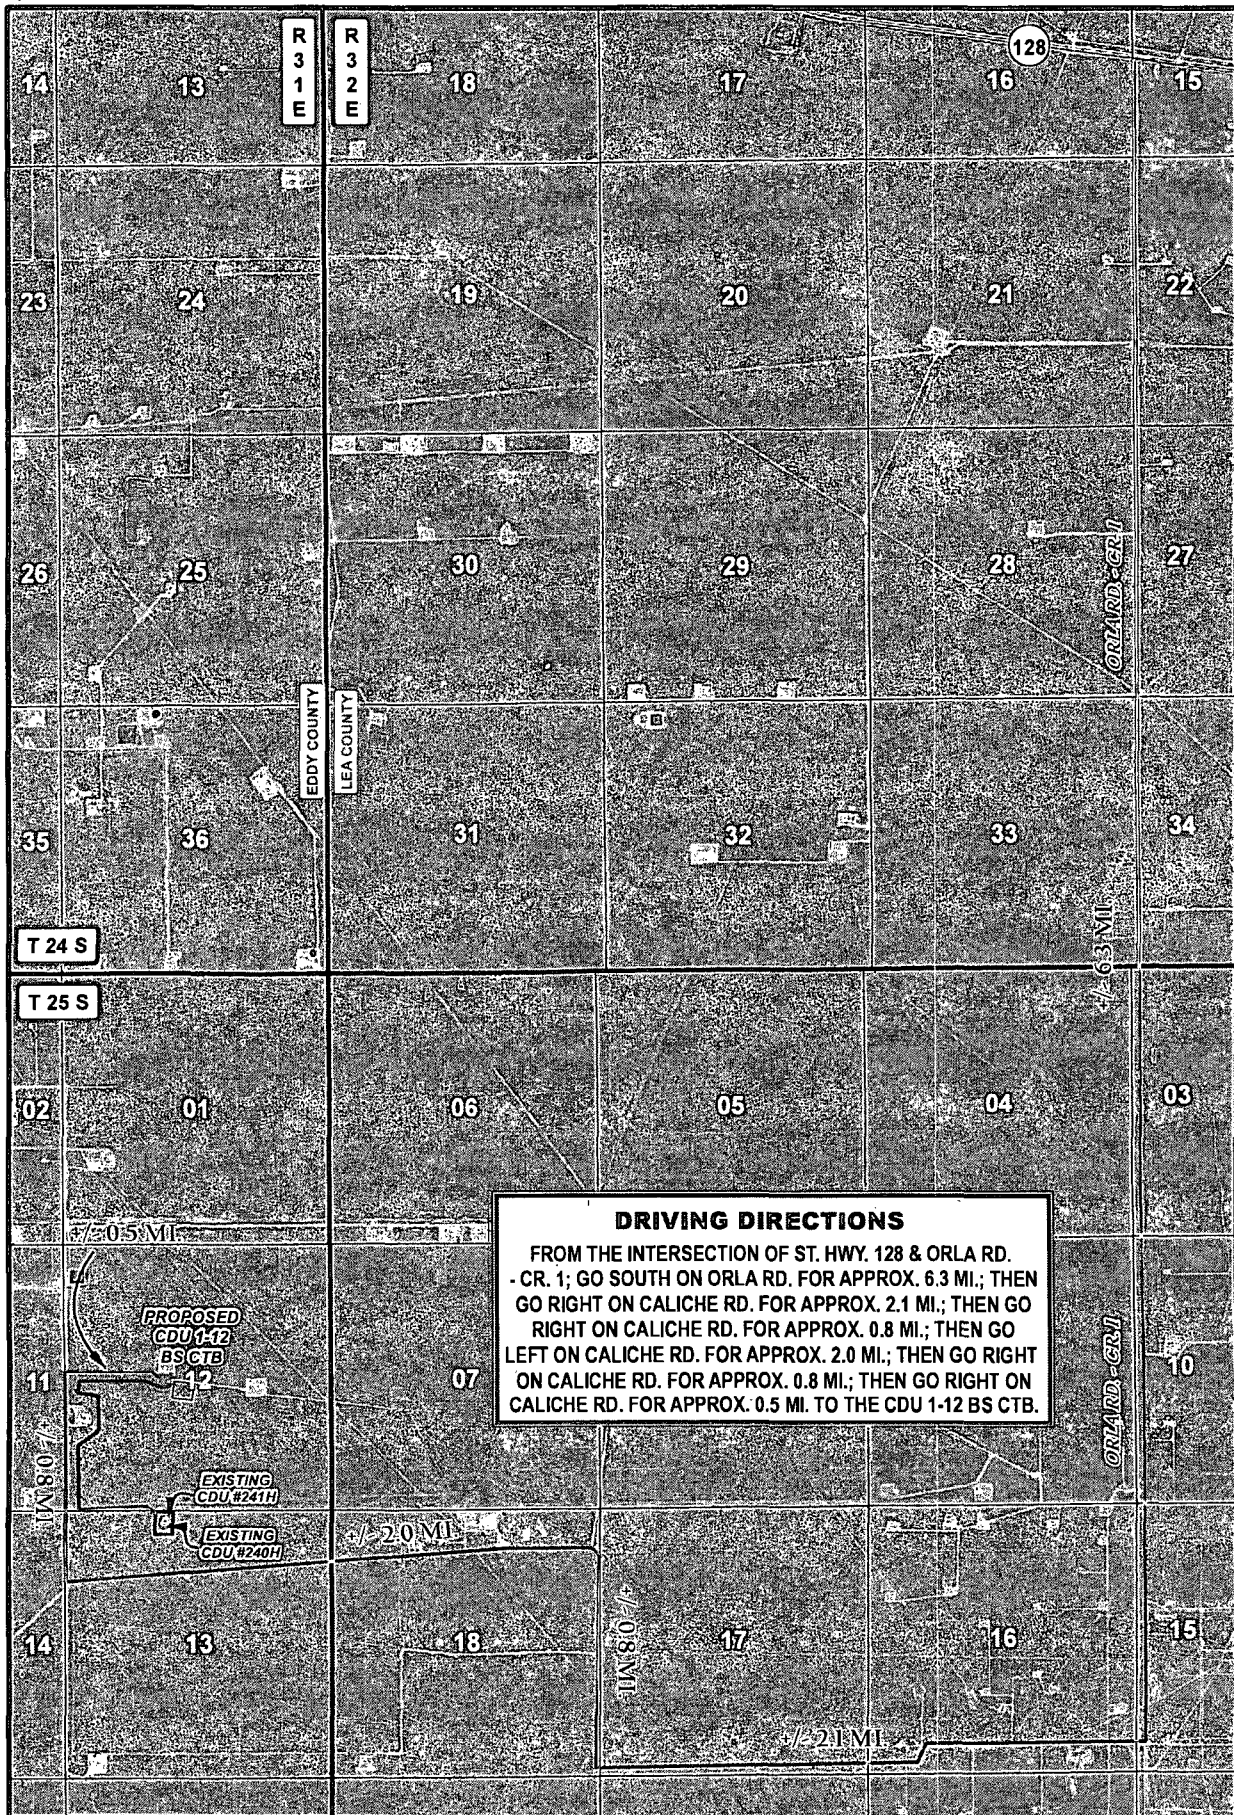 R 31 E
R 32 E
128
14
13
18
17
16
15
23
24
19
20
21
22
26
25
30
29
28
ORLA RD. - CR 1
27
EDDY COUNTY
LEA COUNTY
35
36
31
32
33
34
T 24 S
+/- 6.3 MI.
T 25 S
02
01
06
05
04
03
+/- 0.5 MI.
DRIVING DIRECTIONS
FROM THE INTERSECTION OF ST. HWY. 128 & ORLA RD.
- CR. 1; GO SOUTH ON ORLA RD. FOR APPROX. 6.3 MI.; THEN
GO RIGHT ON CALICHE RD. FOR APPROX. 2.1 MI.; THEN GO
RIGHT ON CALICHE RD. FOR APPROX. 0.8 MI.; THEN GO
LEFT ON CALICHE RD. FOR APPROX. 2.0 MI.; THEN GO RIGHT
ON CALICHE RD. FOR APPROX. 0.8 MI.; THEN GO RIGHT ON
CALICHE RD. FOR APPROX. 0.5 MI. TO THE CDU 1-12 BS CTB.
PROPOSED
CDU 1-12
BS CTB
11
12
07
10
ORLA RD. - CR 1
+/- 0.8 MI.
EXISTING
CDU #241H
EXISTING
CDU #240H
+/- 2.0 MI.
+/- 0.8 MI.
14
13
18
17
16
15
+/- 2.1 MI.